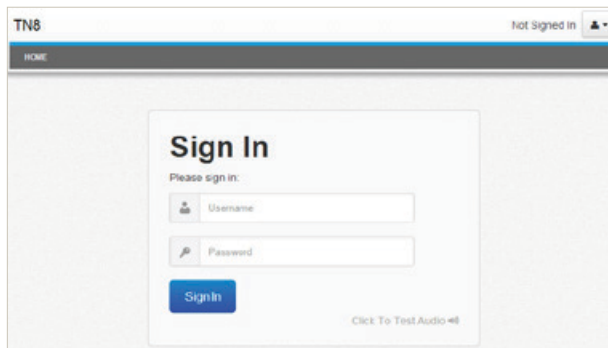 TN8
Not Signed In
HOME
Sign In
Please sign in:
Username
Password
Sign In
Click To Test Audio